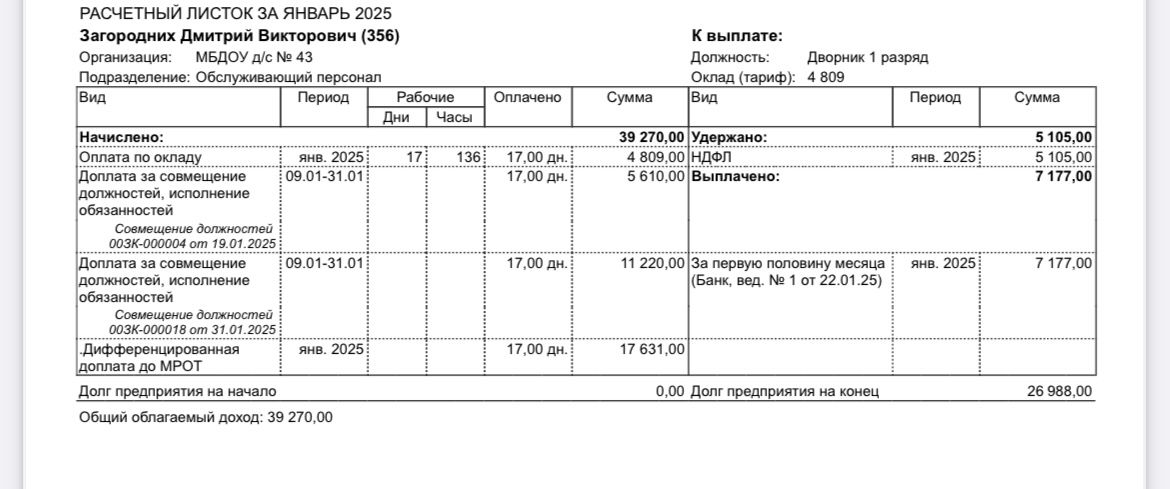 РАСЧЕТНЫЙ ЛИСТОК ЗА ЯНВАРЬ 2025
Загородних Дмитрий Викторович (356) К выплате:
Организация: МБДОУ д/с № 43 Должность: Дворник 1 разряд
Подразделение: Обслуживающий персонал Оклад (тариф): 4 809
Вид Период Рабочие Оплачено Сумма Вид Период Сумма
Дни Часы
Начислено: 39 270,00 Удержано: 5 105,00
Оплата по окладу янв. 2025 17 136 17,00 дн. 4 809,00 НДФЛ янв. 2025 5 105,00
Доплата за совмещение 09.01-31.01 17,00 дн. 5 610,00 Выплачено: 7 177,00
должностей, исполнение
обязанностей
Совмещение должностей
00ЗК-000004 от 19.01.2025
Доплата за совмещение 09.01-31.01 17,00 дн. 11 220,00 За первую половину месяца янв. 2025 7 177,00
должностей, исполнение (Банк, вед. № 1 от 22.01.25)
обязанностей
Совмещение должностей
00ЗК-000018 от 31.01.2025
.Дифференцированная янв. 2025 17,00 дн. 17 631,00
доплата до МРОТ
Долг предприятия на начало 0,00 Долг предприятия на конец 26 988,00
Общий облагаемый доход: 39 270,00